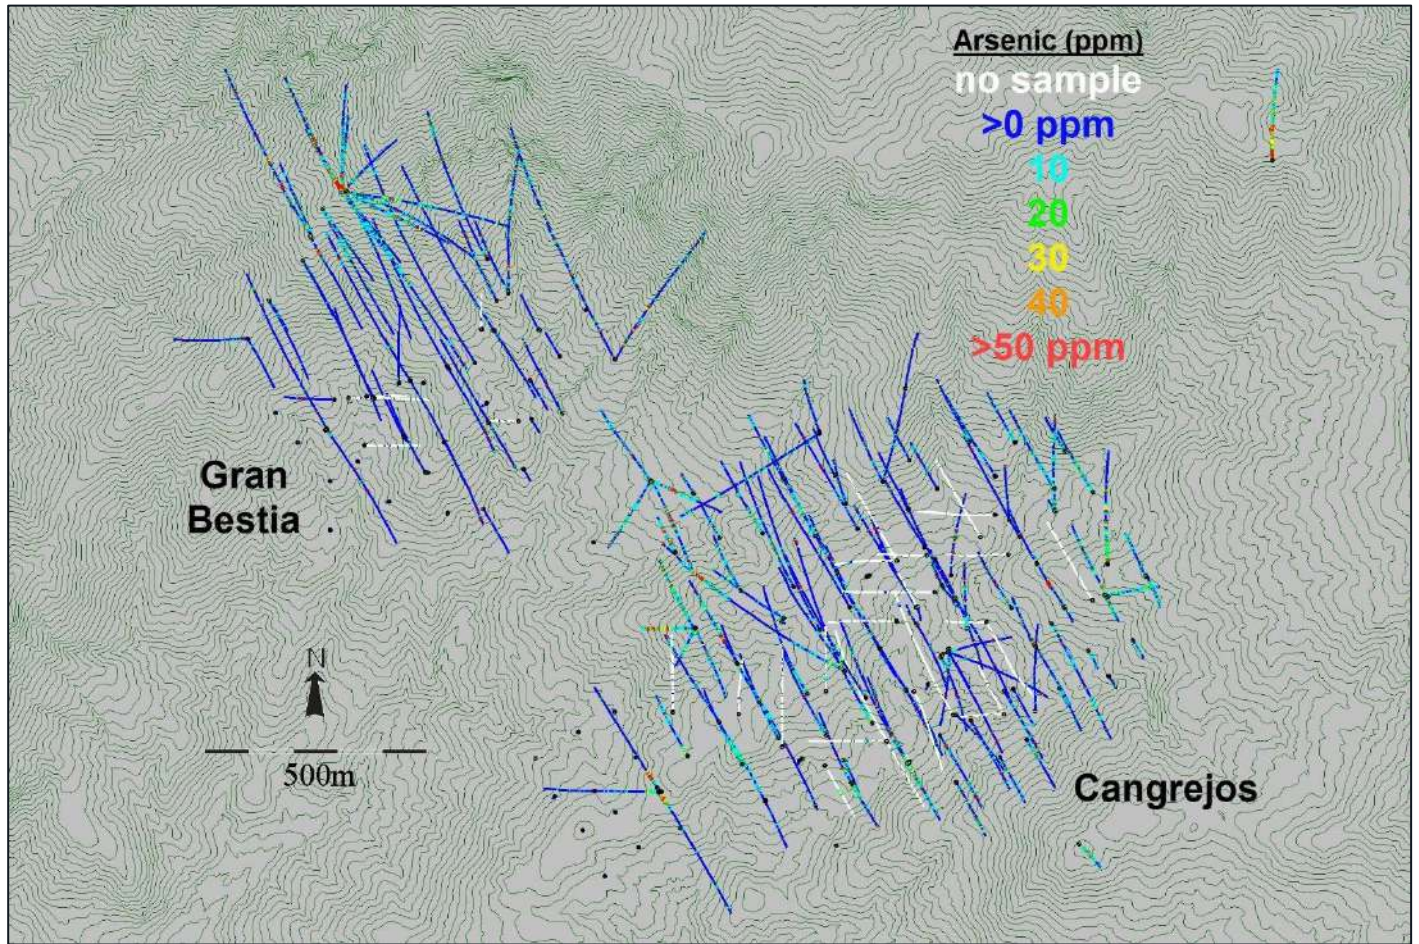 Arsenic (ppm)
no sample
>0 ppm
10
20
30
40
>50 ppm
Gran
Bestia
N
500m
Cangrejos